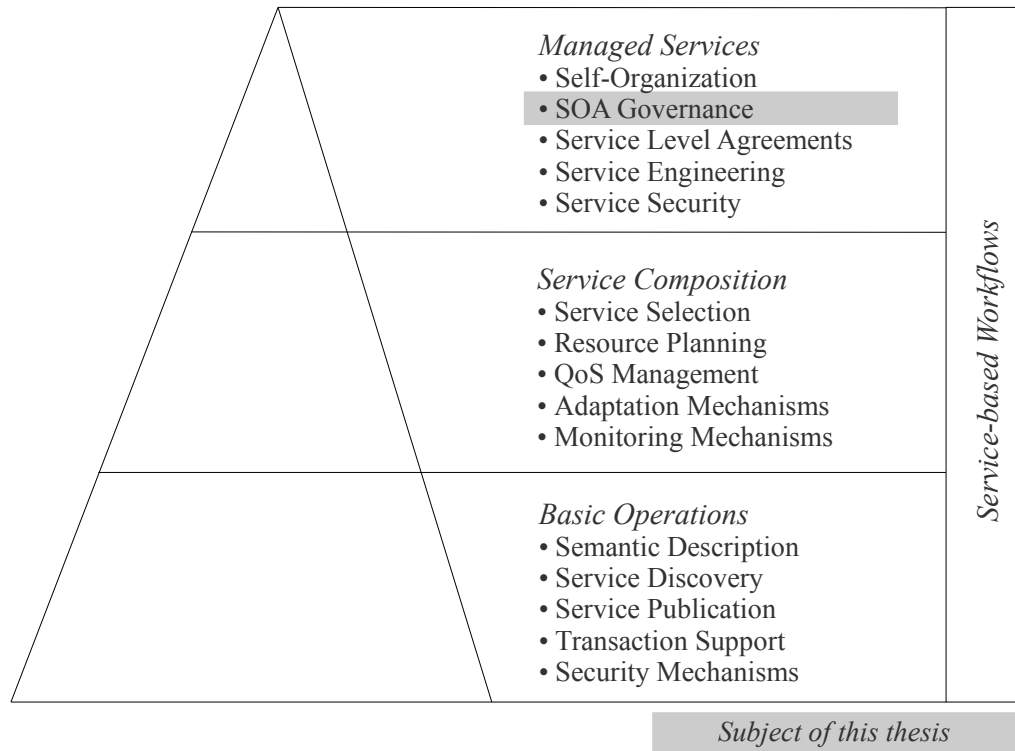 Managed Services
• Self-Organization
• SOA Governance
• Service Level Agreements
• Service Engineering
• Service Security
Service Composition
• Service Selection
• Resource Planning
• QoS Management
• Adaptation Mechanisms
• Monitoring Mechanisms
Basic Operations
• Semantic Description
• Service Discovery
• Service Publication
• Transaction Support
• Security Mechanisms
Service-based Workflows
Subject of this thesis